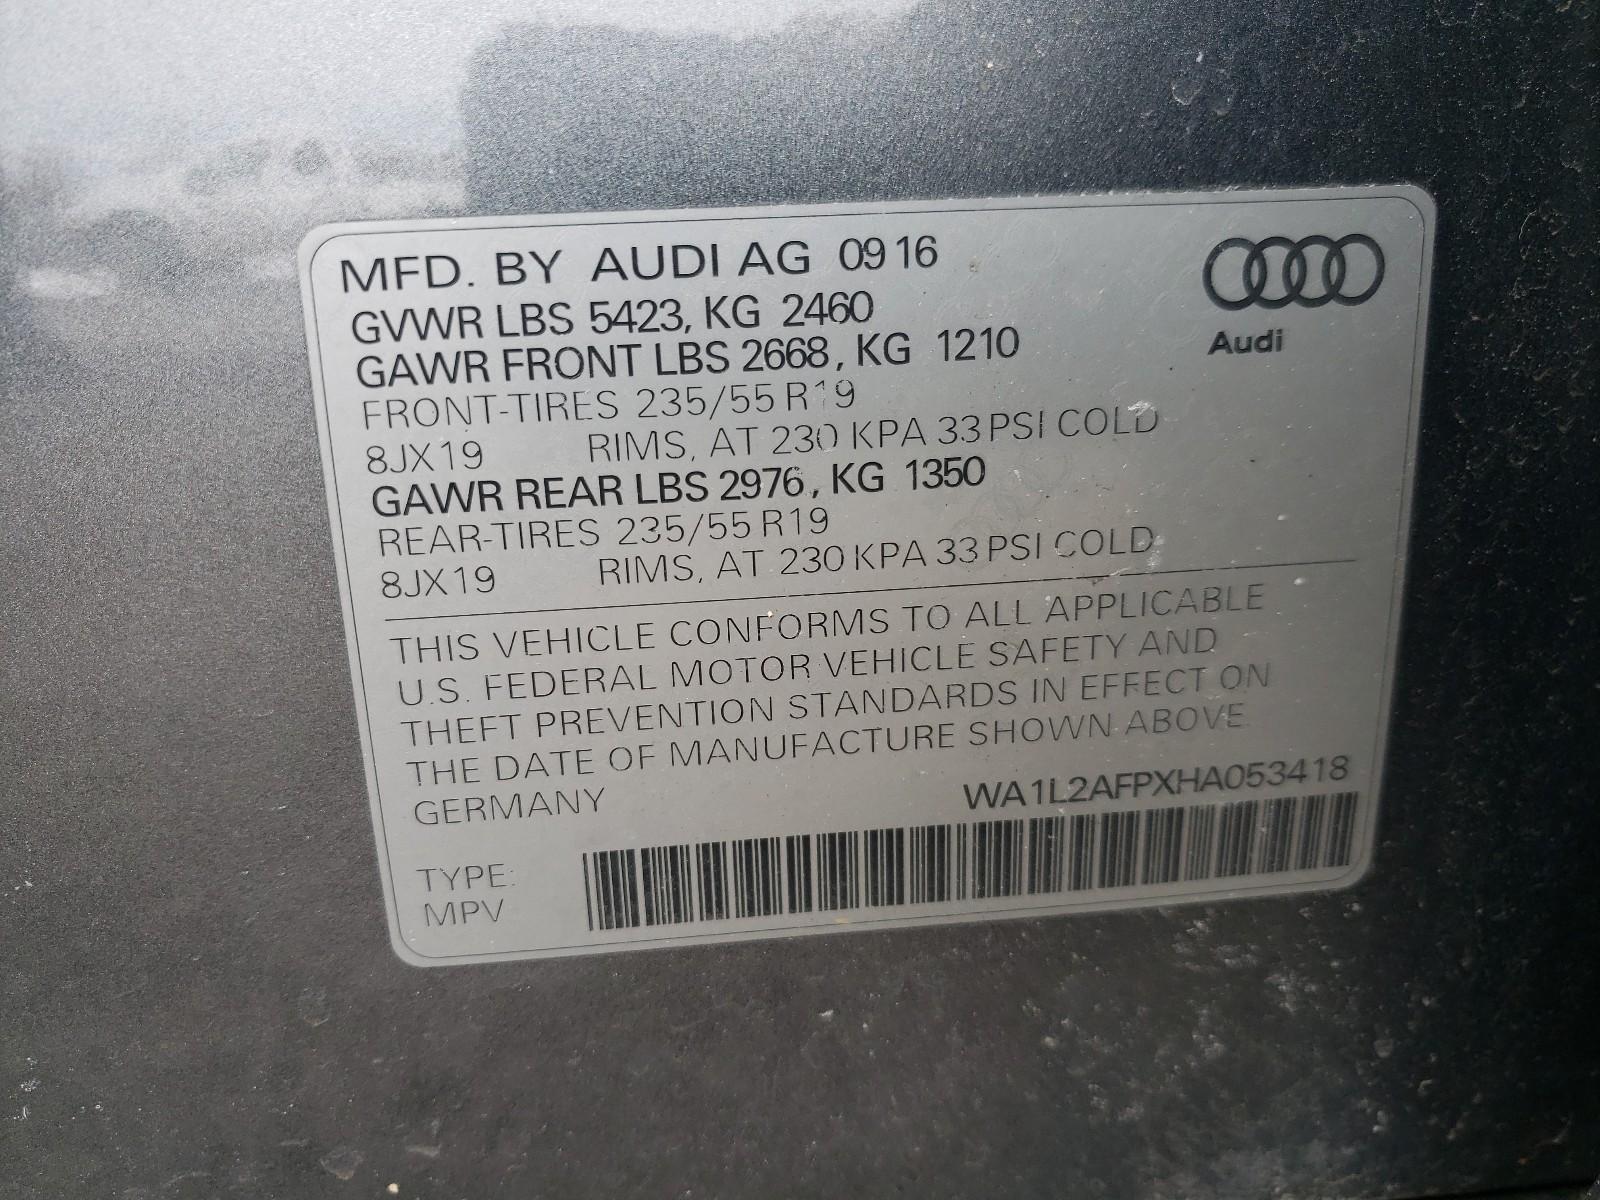 MFD. BY AUDI AG 09 16
GVWR LBS 5423, KG 2460
GAWR FRONT LBS 2668, KG 1210
FRONT-TIRES 235/55 R19
8JX19 RIMS, AT 230 KPA 33 PSI COLD
GAWR REAR LBS 2976, KG 1350
REAR-TIRES 235/55 R19
8JX19 RIMS, AT 230 KPA 33 PSI COLD
Audi
THIS VEHICLE CONFORMS TO ALL APPLICABLE
U.S. FEDERAL MOTOR VEHICLE SAFETY AND
THEFT PREVENTION STANDARDS IN EFFECT ON
THE DATE OF MANUFACTURE SHOWN ABOVE.
GERMANY
WA1L2AFPXHA053418
TYPE:
MPV